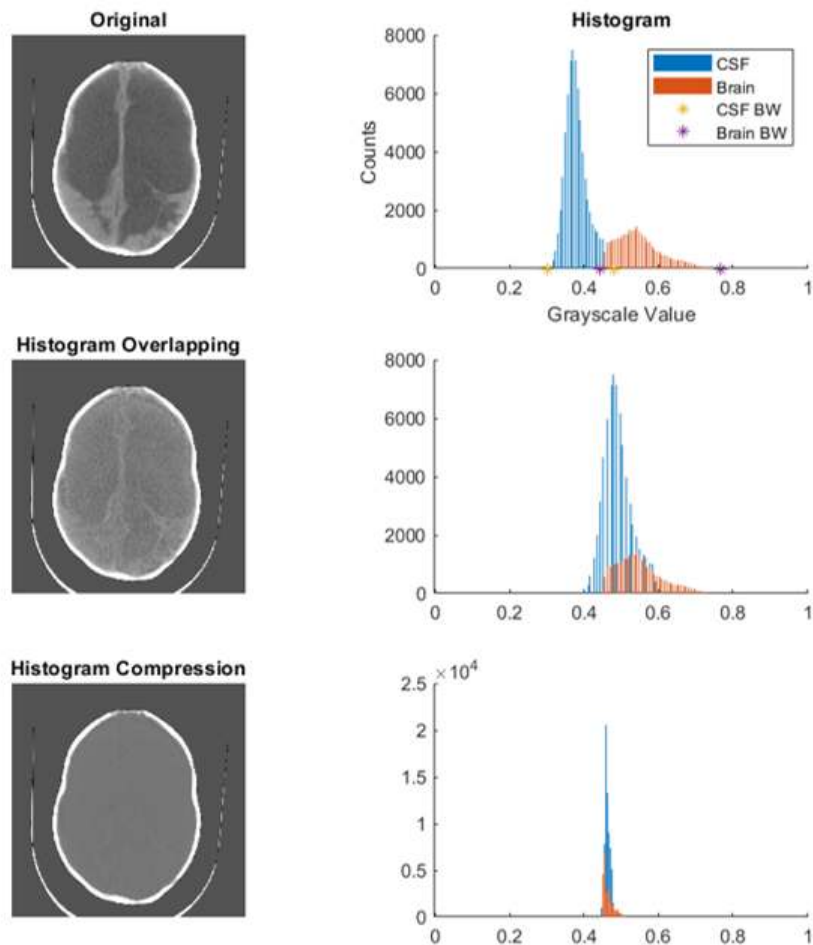 Original
Histogram
8000
6000
4000
2000
0
Counts
CSF
Brain
CSF BW
Brain BW
0 0.2 0.4 0.6 0.8 1
Grayscale Value
Histogram Overlapping
8000
6000
4000
2000
0
0 0.2 0.4 0.6 0.8 1
Histogram Compression
×10⁴
2.5
2
1.5
1
0.5
0
0 0.2 0.4 0.6 0.8 1